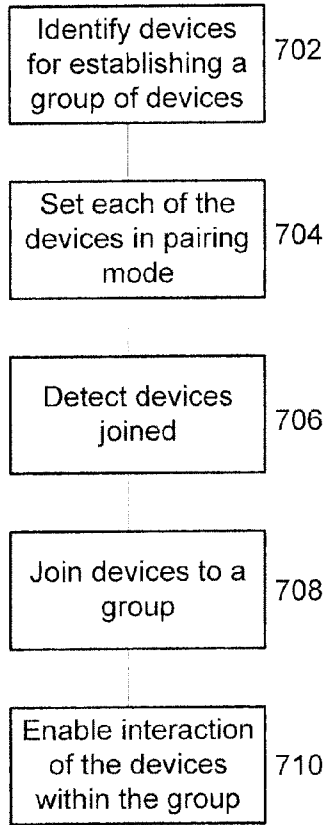 Identify devices
for establishing a
group of devices
702
Set each of the
devices in pairing
mode
704
Detect devices
joined
706
Join devices to a
group
708
Enable interaction
of the devices
within the group
710